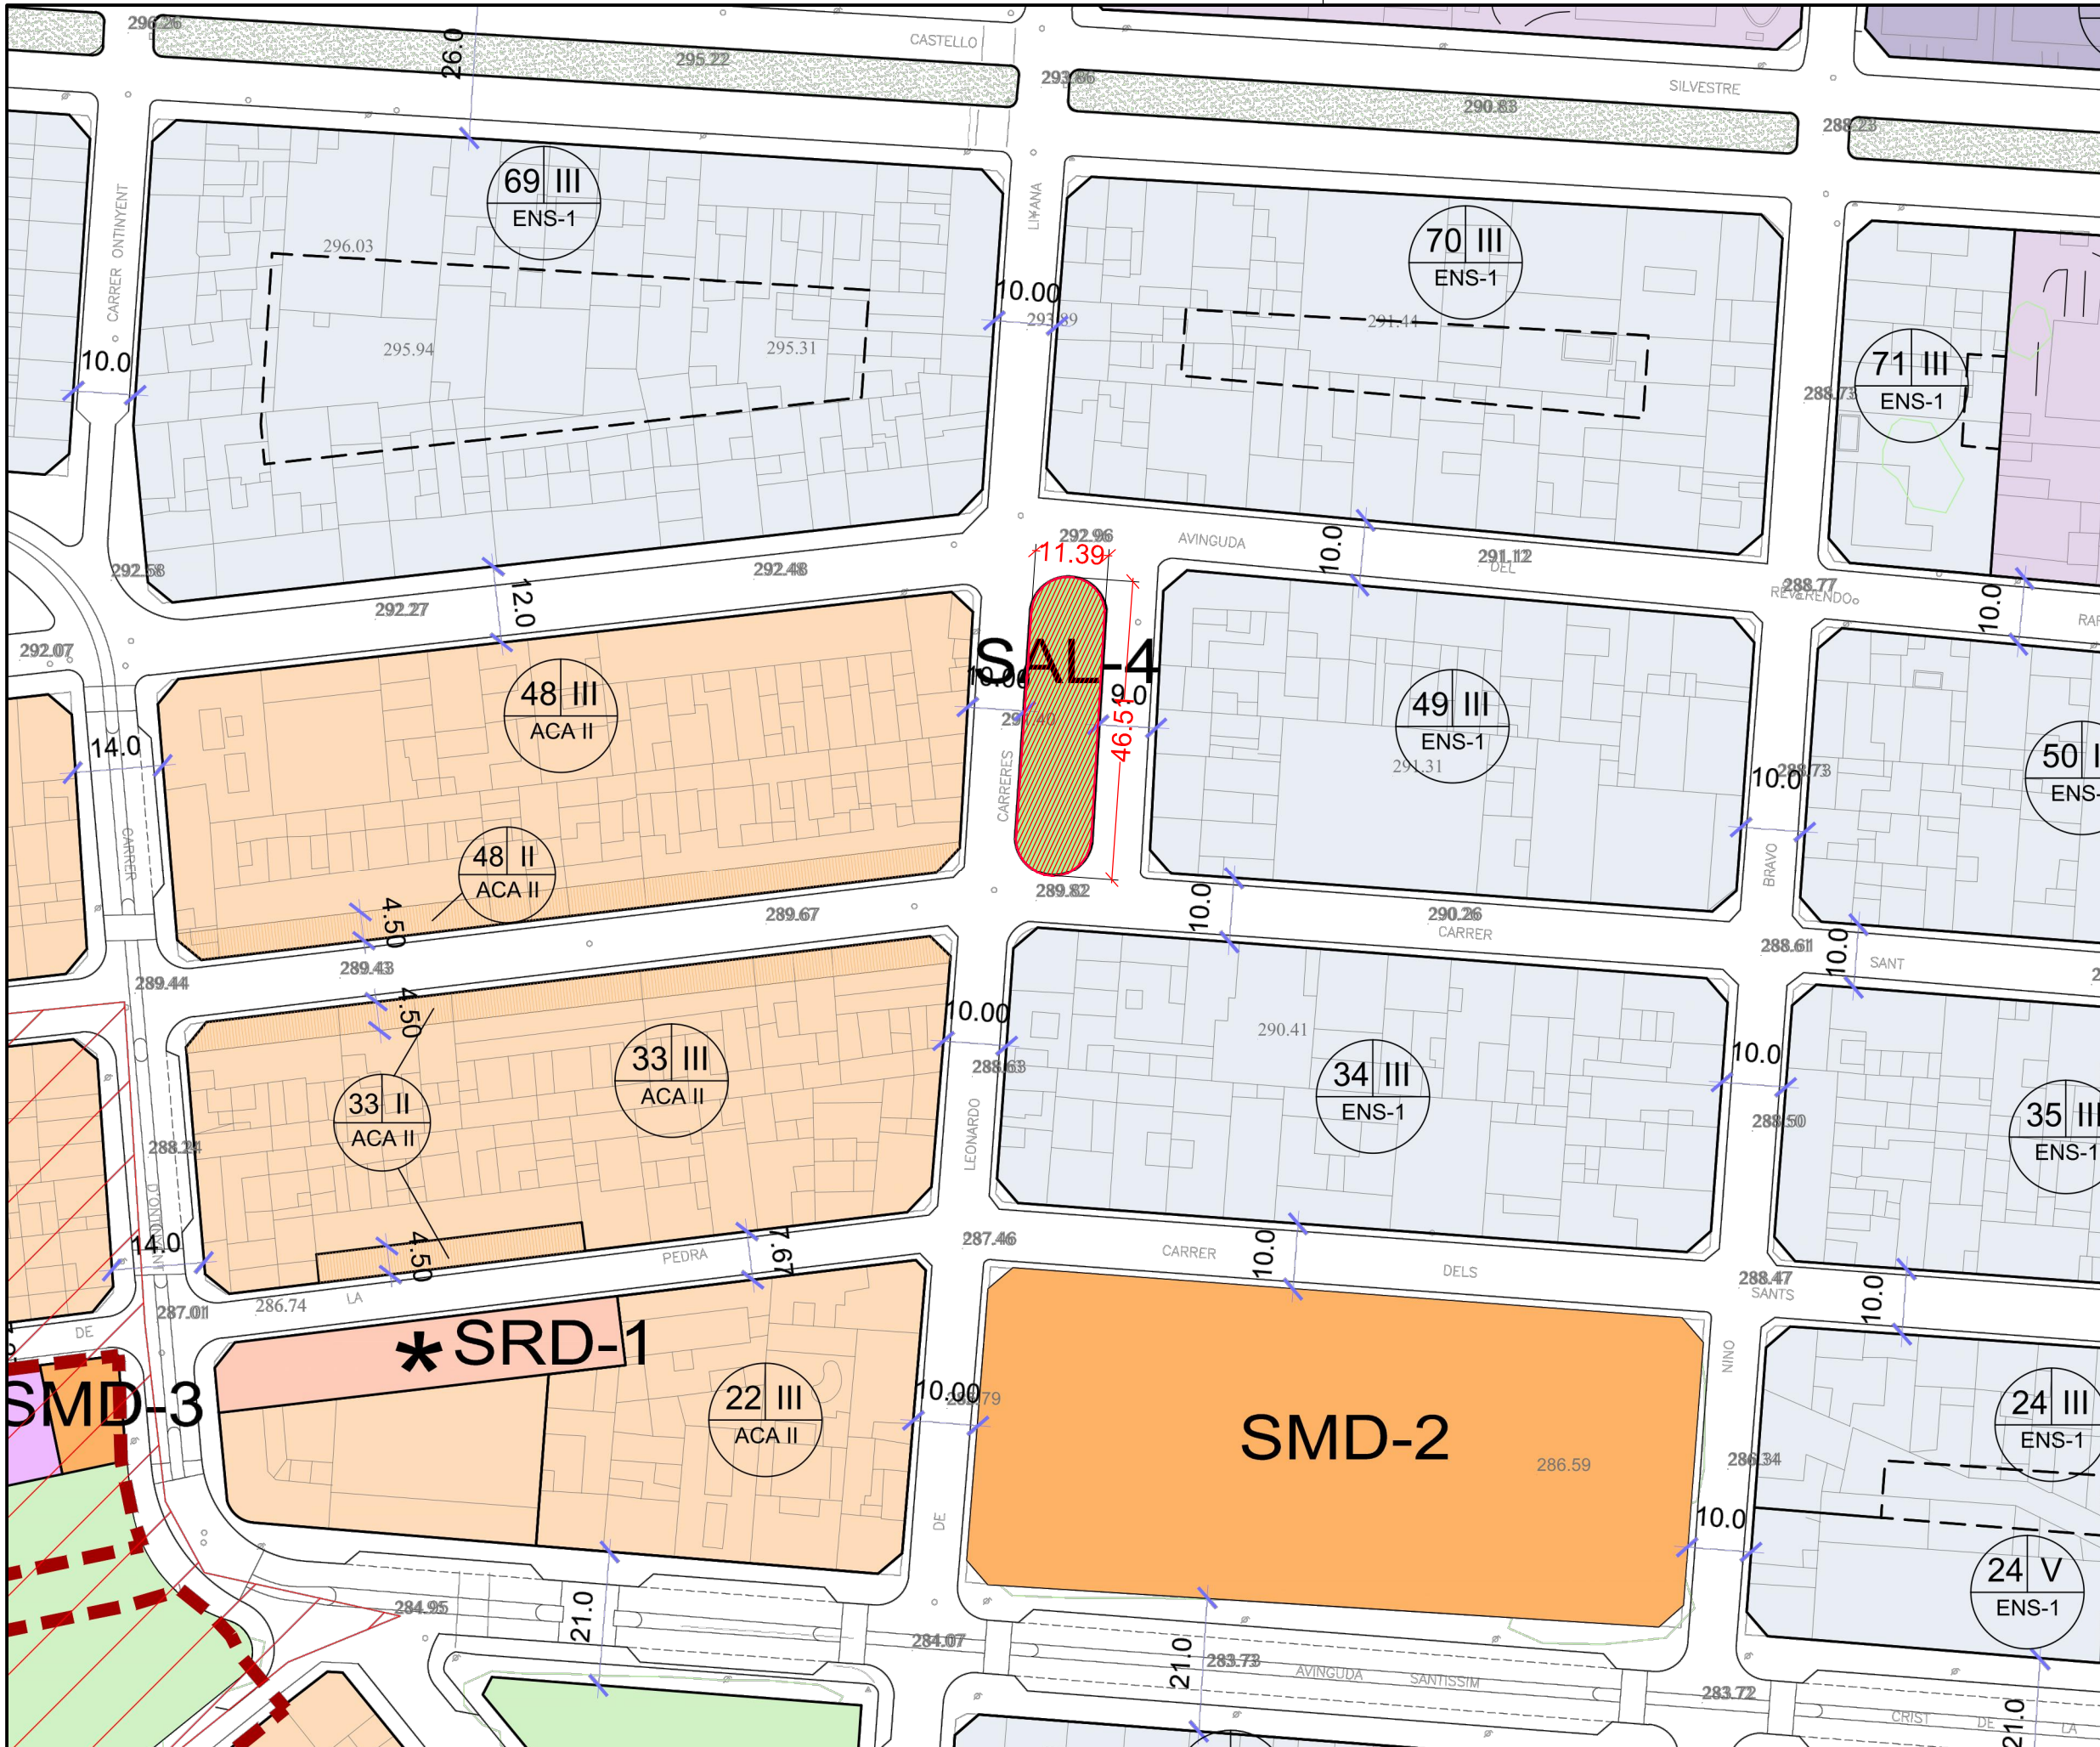 296.26
26.0
295.22
CASTELLO
293.86
290.83
SILVESTRE
288.23
CARRER ONTINYENT
69 III
ENS-1
LIYANA
70 III
ENS-1
296.03
10.00
293.89
291.44
295.94
295.31
10.0
71 III
ENS-1
288.73
292.58
292.27
12.0
292.48
292.96
11.39
AVINGUDA
10.0
291.12
DEL
288.77
REVERENDO
10.0
292.07
SAL-4
10.00
9.0
46.51
48 III
ACA II
14.0
CARRERES
49 III
ENS-1
291.31
10.0
288.73
50
CARRER
48 II
ACA II
4.50
289.67
289.82
10.0
290.26
CARRER
BRAVO
288.61
10.0
SANT
289.43
289.44
4.50
33 III
ACA II
10.00
288.63
290.41
34 III
ENS-1
10.0
288.50
35 III
ENS-1
33 II
ACA II
288.24
D'ONTINYENT
14.0
4.50
PEDRA
7.67
LEONARDO
287.46
CARRER
10.0
DELS
288.47
SANTS
10.0
287.01
286.74
LA
DE
*SRD-1
SMD-3
22 III
ACA II
10.00
SMD-2
286.59
NINO
286.34
24 III
ENS-1
10.0
DE
24 V
ENS-1
284.95
21.0
284.07
21.0
283.73
AVINGUDA
SANTISSIM
283.72
CRIST
DE
21.0
LA